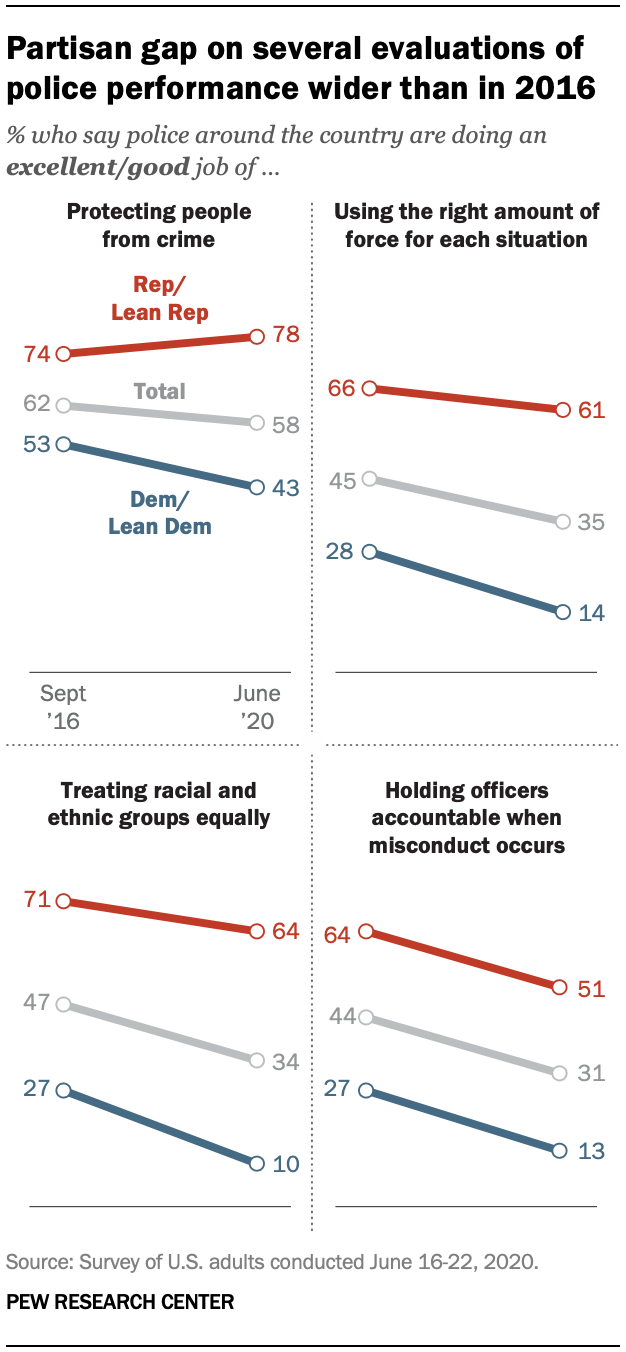 Partisan gap on several evaluations of
police performance wider than in 2016
% who say police around the country are doing an
excellent/good job of ...
Protecting people
from crime
Rep/
Lean Rep
74
78
Total
62
58
53
43
Dem/
Lean Dem
Sept
’16
June
’20
Using the right amount of
force for each situation
66
61
45
35
28
14
Treating racial and
ethnic groups equally
71
64
47
34
27
10
Holding officers
accountable when
misconduct occurs
64
51
44
31
27
13
Source: Survey of U.S. adults conducted June 16-22, 2020.
PEW RESEARCH CENTER